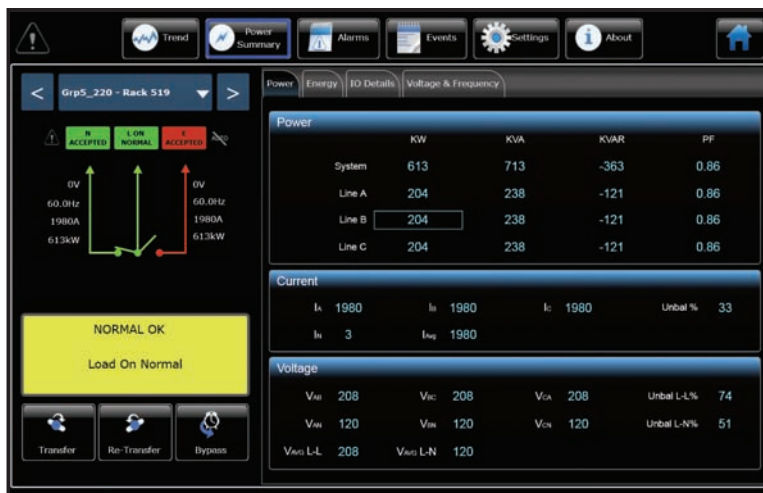 Trend Power Summary Alarms Events Settings i About
< Grp5_220 - Rack 519 >
Power Energy IO Details Voltage & Frequency
N ACCEPTED L ON NORMAL E ACCEPTED
0V 0V
60.0Hz 60.0Hz
1980A 1980A
613kW 613kW
NORMAL OK
Load On Normal
Transfer Re-Transfer Bypass
Power
KW KVA KVAR PF
System 613 713 -363 0.86
Line A 204 238 -121 0.86
Line B 204 238 -121 0.86
Line C 204 238 -121 0.86
Current
IA 1980 IB 1980 IC 1980 Unbal % 33
IN 3 IAvg 1980
Voltage
VAB 208 VBC 208 VCA 208 Unbal L-L% 74
VAN 120 VBN 120 VCN 120 Unbal L-N% 51
VAVG L-L 208 VAVG L-N 120